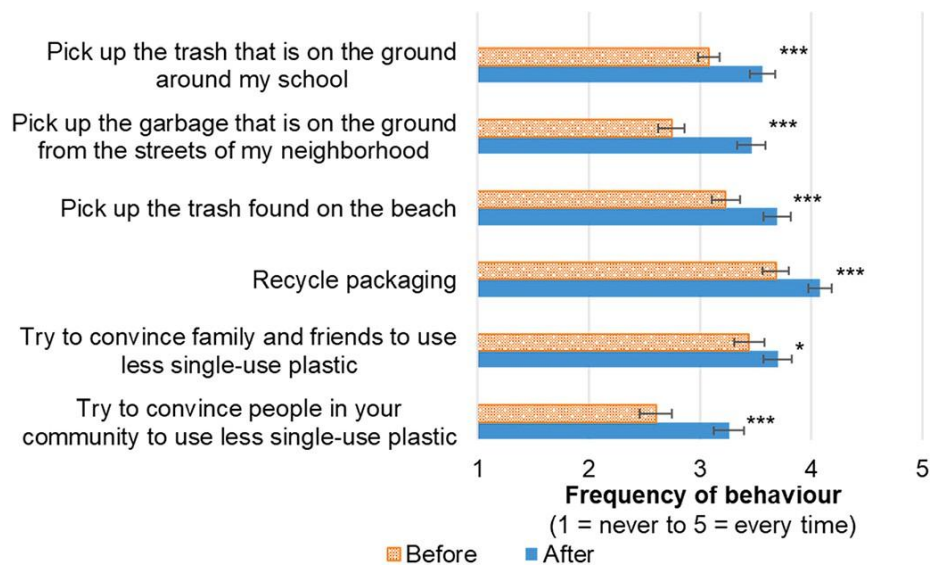 Pick up the trash that is on the ground
around my school
***
Pick up the garbage that is on the ground
from the streets of my neighborhood
***
Pick up the trash found on the beach
***
Recycle packaging
***
Try to convince family and friends to use
less single-use plastic
*
Try to convince people in your
community to use less single-use plastic
***
1 2 3 4 5
Frequency of behaviour
(1 = never to 5 = every time)
Before After